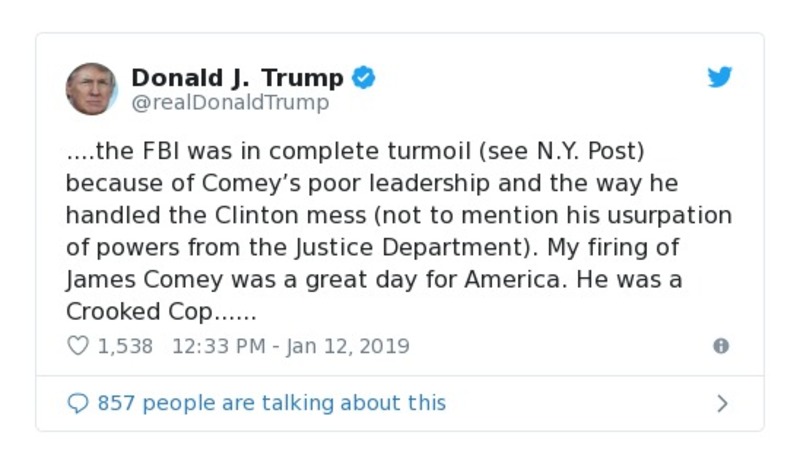 Donald J. Trump
@realDonaldTrump
....the FBI was in complete turmoil (see N.Y. Post)
because of Comey’s poor leadership and the way he
handled the Clinton mess (not to mention his usurpation
of powers from the Justice Department). My firing of
James Comey was a great day for America. He was a
Crooked Cop......
1,538 12:33 PM - Jan 12, 2019
857 people are talking about this